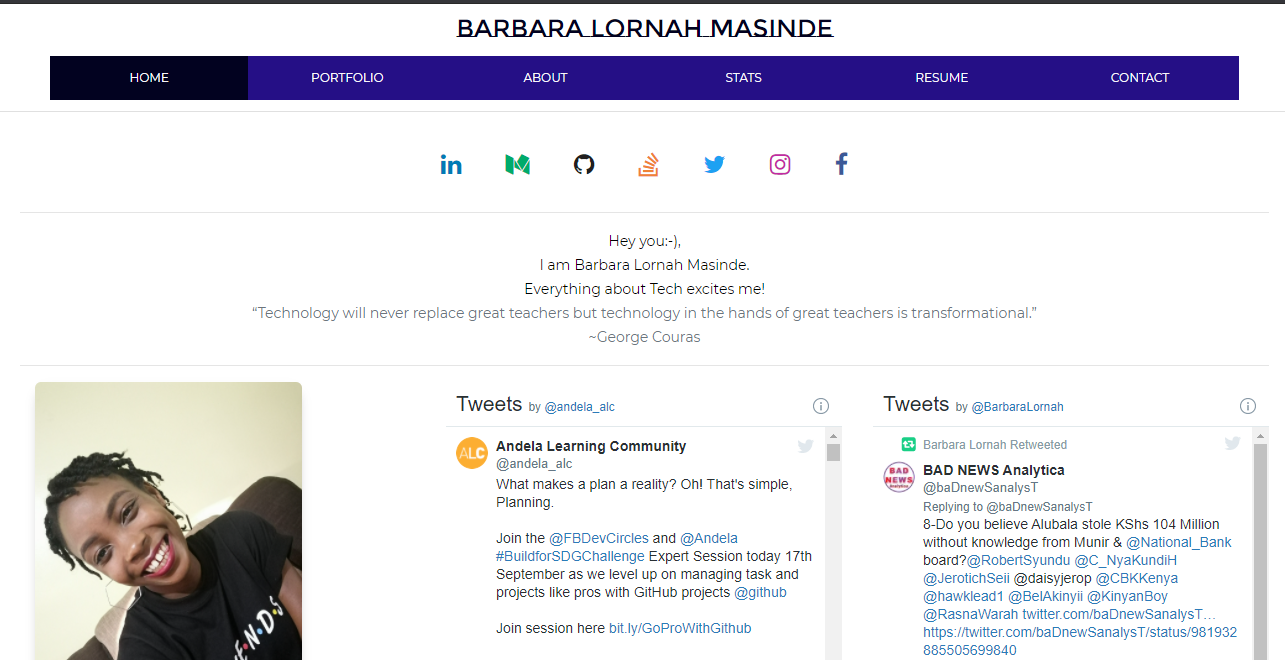 BARBARA LORNAH MASINDE
HOME PORTFOLIO ABOUT STATS RESUME CONTACT
Hey you:-),
I am Barbara Lornah Masinde.
Everything about Tech excites me!
“Technology will never replace great teachers but technology in the hands of great teachers is transformational.”
~George Couras
Tweets by @andela_alc
ALC
Andela Learning Community
@andela_alc
What makes a plan a reality? Oh! That's simple,
Planning.
Join the @FBDevCircles and @Andela
#BuildforSDGChallenge Expert Session today 17th
September as we level up on managing task and
projects like pros with GitHub projects @github
Join session here bit.ly/GoProWithGithub
Tweets by @BarbaraLornah
Barbara Lornah Retweeted
BAD
NEWS
Analytica
BAD NEWS Analytica
@baDnewSanalysT
Replying to @baDnewSanalysT
8-Do you believe Alubala stole KShs 104 Million
without knowledge from Munir & @National_Bank
board?@RobertSyundu @C_NyaKundiH
@JerotichSeii @daisyjerop @CBKKenya
@hawklead1 @BelAkinyii @KinyanBoy
@RasnaWarah twitter.com/baDnewSanalysT…
https://twitter.com/baDnewSanalysT/status/981932
885505699840
E•N•D•S